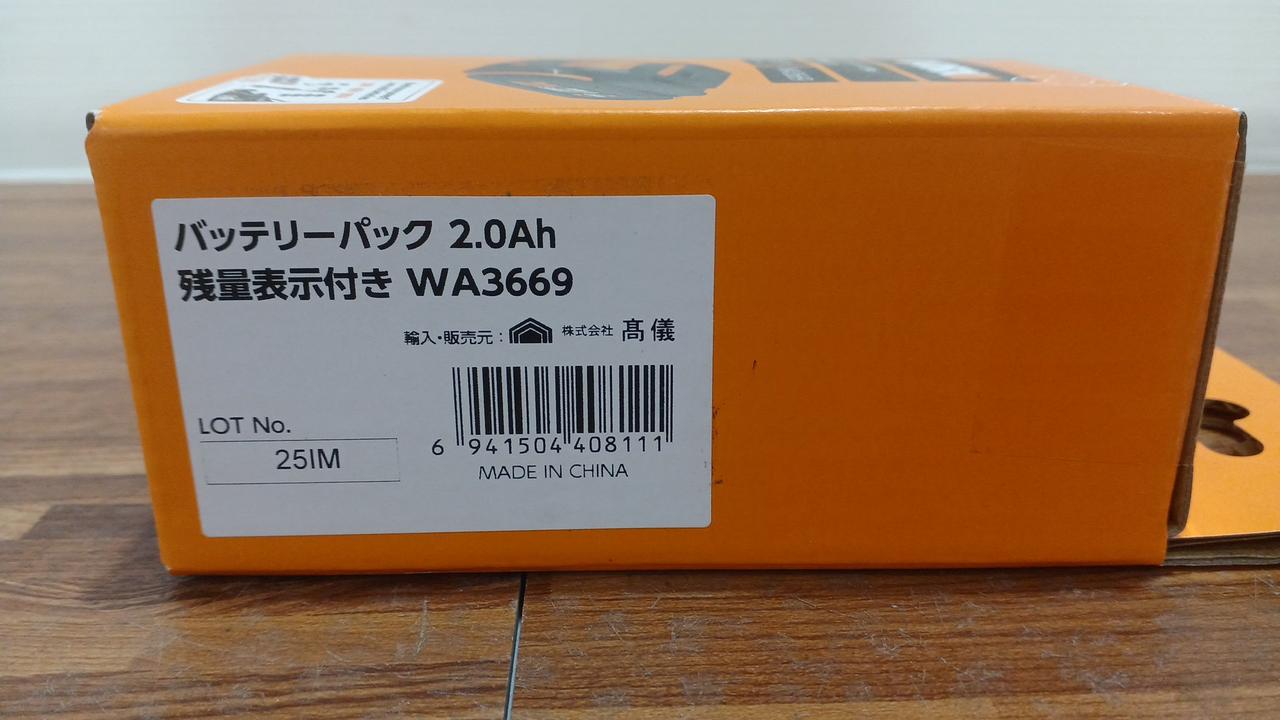 バッテリーパック 2.0Ah
残量表示付き WA3669
輸入・販売元： 株式会社 髙儀
LOT No.
25IM
6 941504 408111
MADE IN CHINA